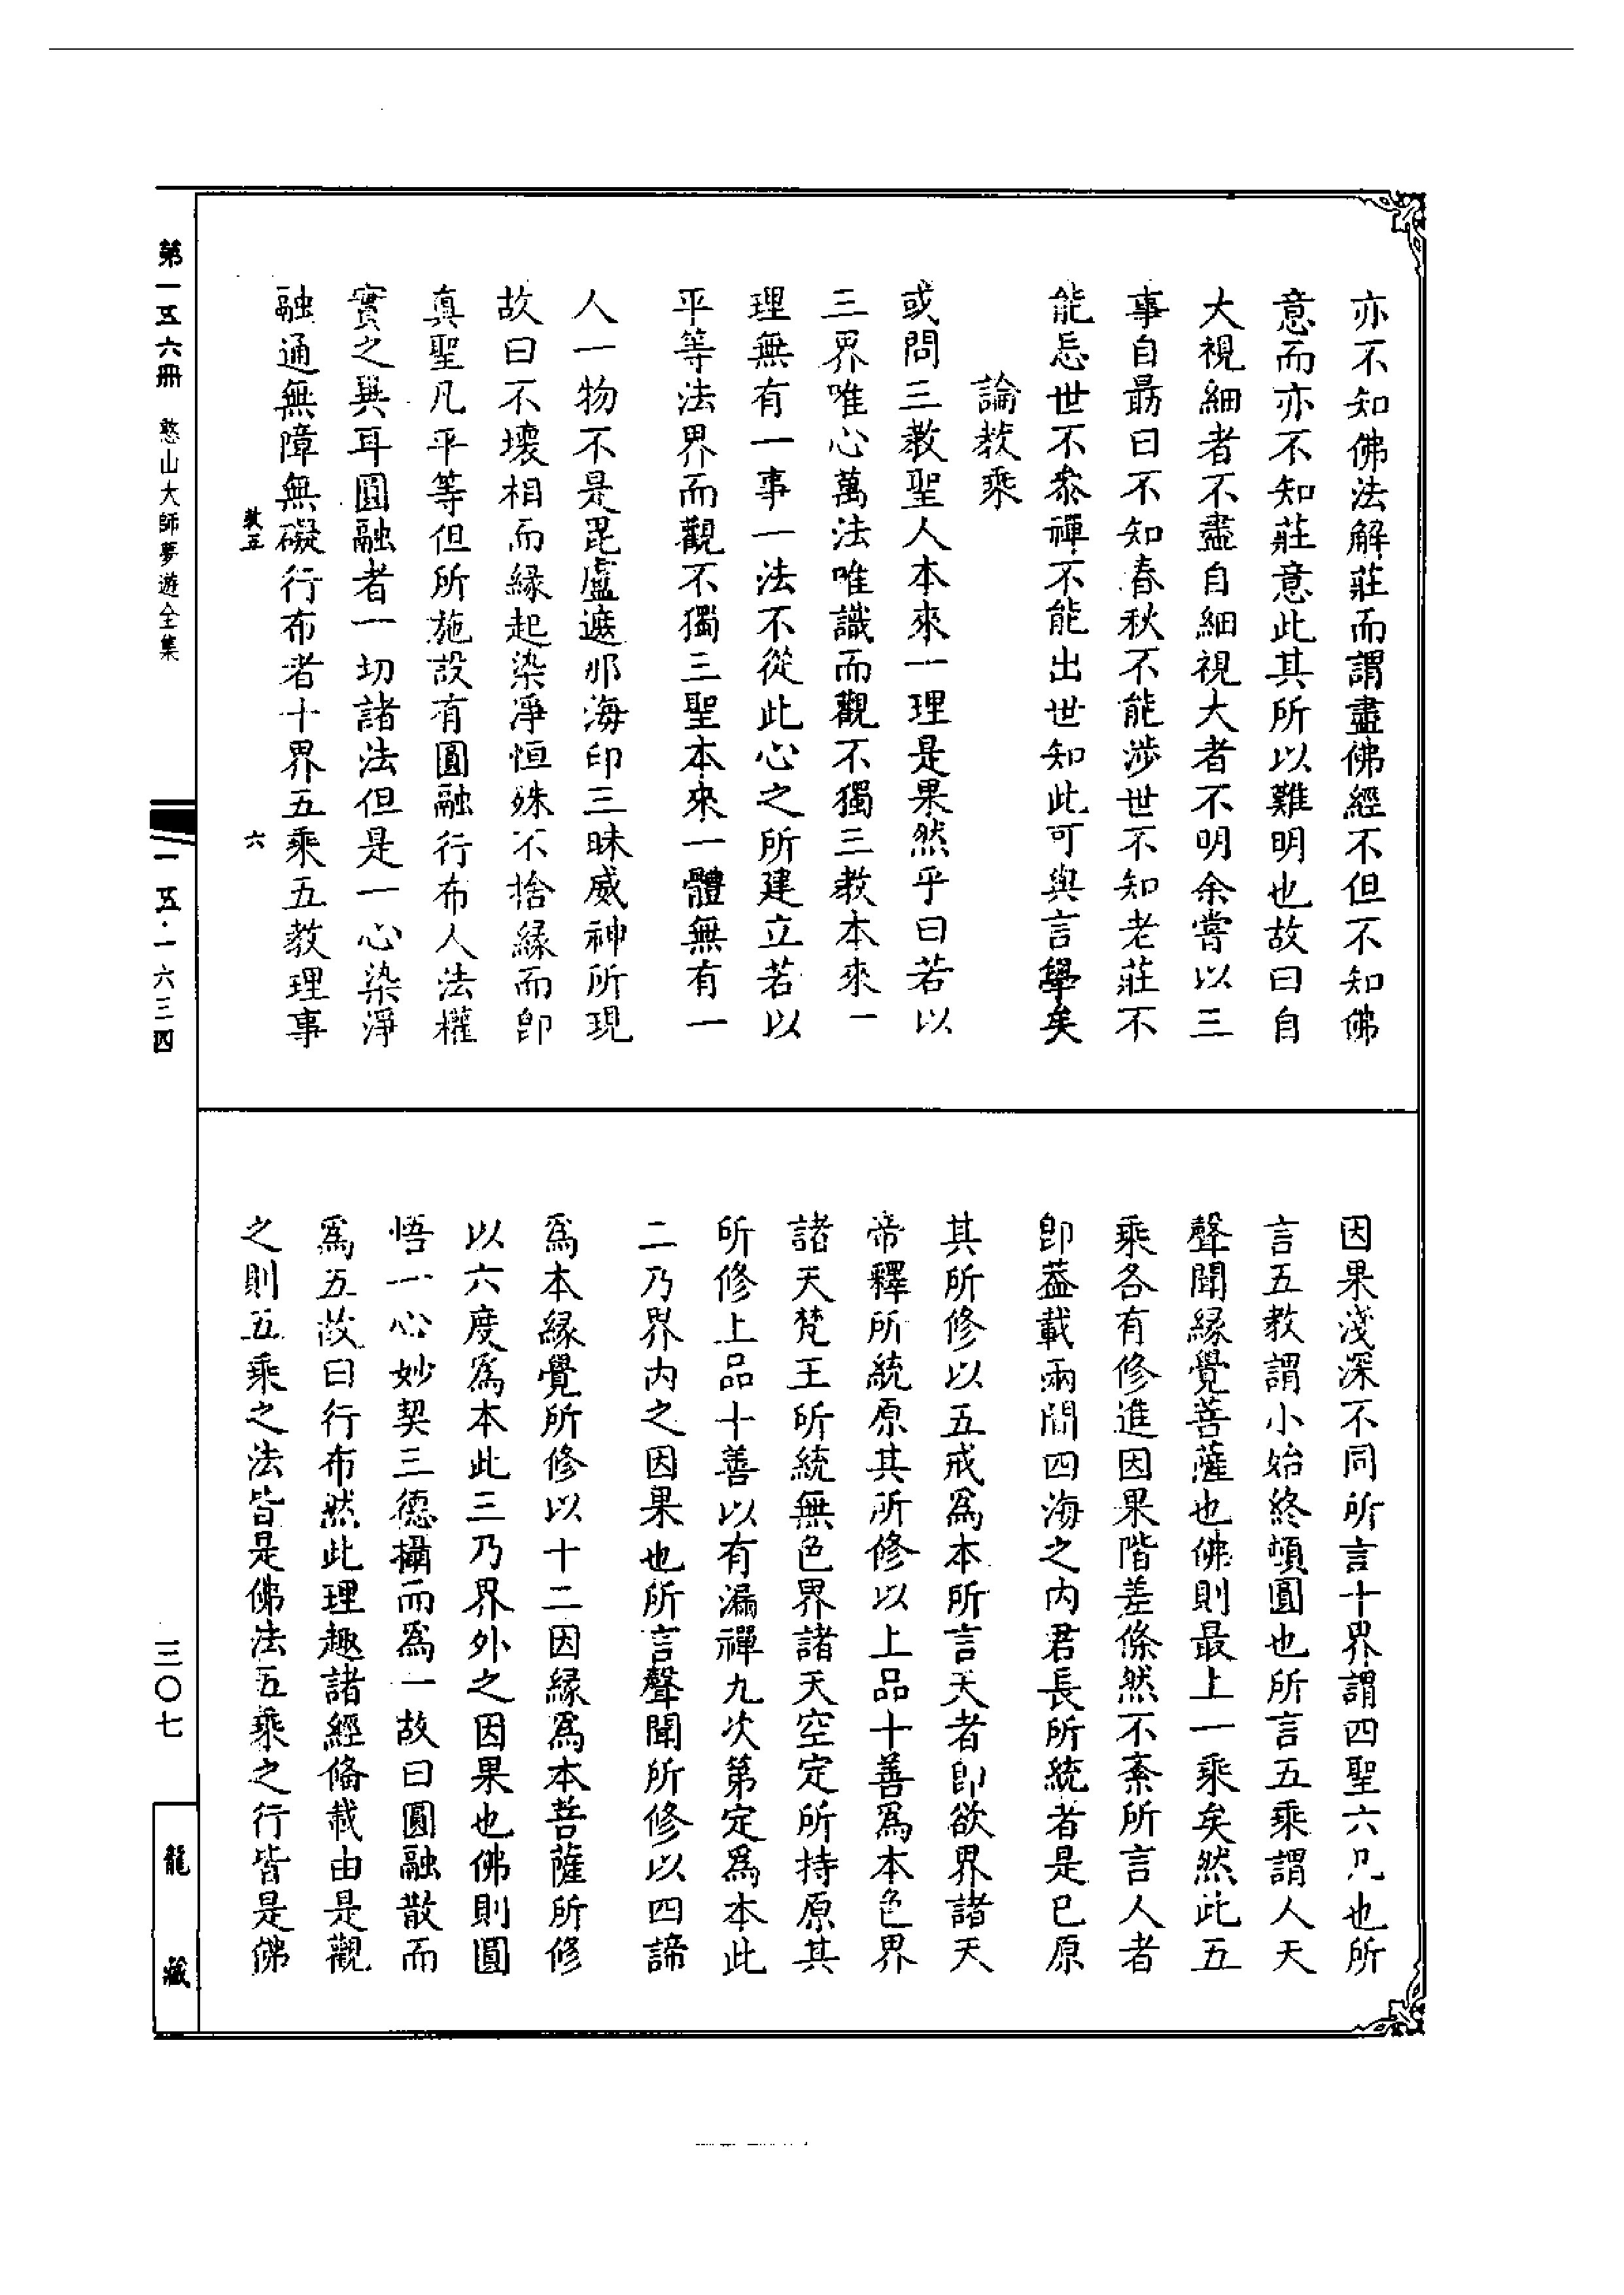 亦不知佛法解莊而謂盡佛經不但不知佛
意而亦不知莊意此其所以難明也故曰自
大視細者不盡自細視大者不明余嘗以三
事自勗曰不知春秋不能涉世不知老莊不
能忘世不叅禪不能出世知此可與言學矣
論教乘
或問三教聖人本來一理是果然乎曰若以
三界唯心萬法唯識而觀不獨三教本來一
理無有一事一法不從此心之所建立若以
平等法界而觀不獨三聖本來一體無有一
人一物不是毘盧遮那海印三昧威神所現
故曰不壞相而緣起染淨恒殊不捨緣而即
真聖凡平等但所施設有圓融行布人法權
實之異耳圓融者一切諸法但是一心染淨
融通無障無礙行布者十界五乘五教理事
因果淺深不同所言十界謂四聖六凡也所
言五教謂小始終頓圓也所言五乘謂人天
聲聞緣覺菩薩也佛則最上一乘矣然此五
乘各有修進因果階差條然不紊所言人者
即葢載兩間四海之內君長所統者是已原
其所修以五戒爲本所言天者即欲界諸天
帝釋所統原其所修以上品十善爲本色界
諸天梵王所統無色界諸天空定所持原其
所修上品十善以有漏禪九次第定爲本此
二乃界內之因果也所言聲聞所修以四諦
爲本緣覺所修以十二因緣爲本菩薩所修
以六度爲本此三乃界外之因果也佛則圓
悟一心妙契三德攝而爲一故曰圓融散而
爲五故曰行布然此理趣諸經備載由是觀
之則五乘之法皆是佛法五乘之行皆是佛
第一五六冊 憨山大師夢遊全集
一五·一六三四
三〇七
龍藏
六